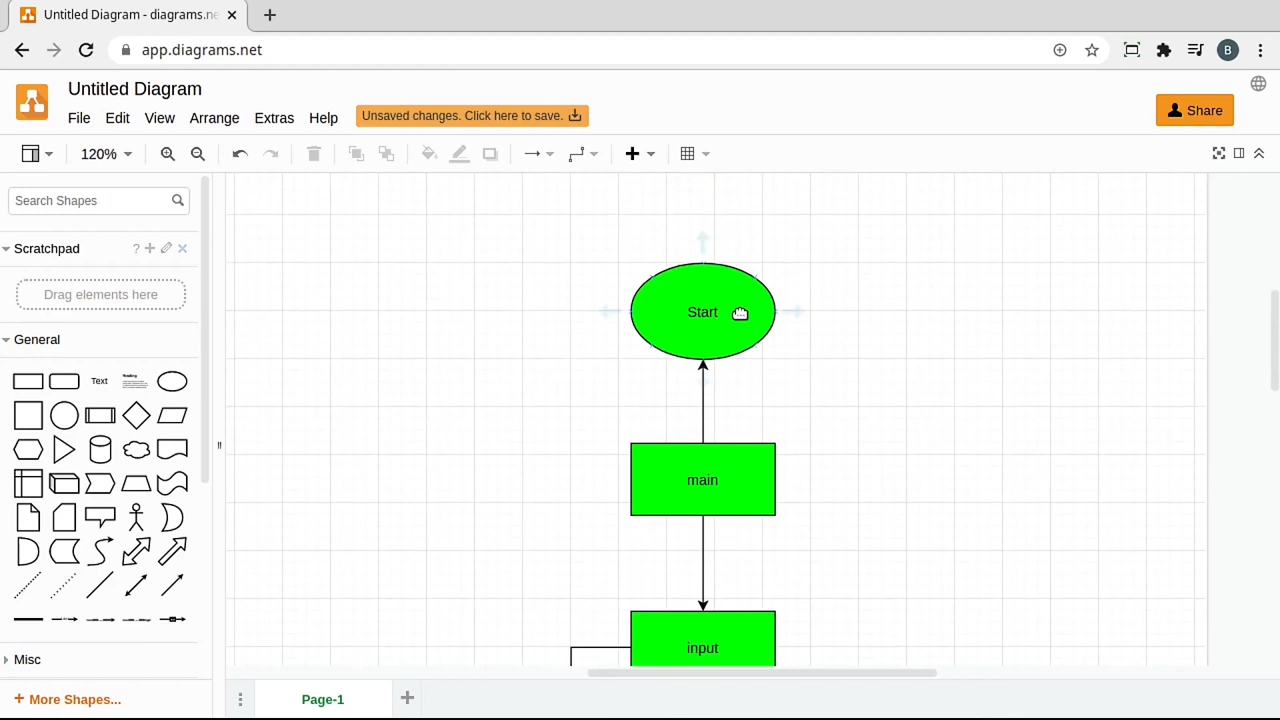 Untitled Diagram - diagrams.ne
app.diagrams.net
B
Untitled Diagram
File Edit View Arrange Extras Help
Unsaved changes. Click here to save.
Share
120%
Search Shapes
Scratchpad
?
Drag elements here
General
Text
Heading
Start
main
input
Misc
+ More Shapes...
Page-1